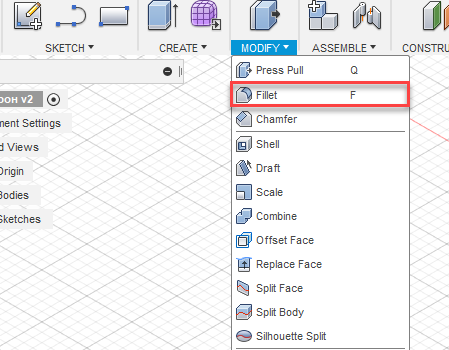 SKETCH ▾
CREATE ▾
MODIFY ▾
ASSEMBLE ▾
CONSTRU
Press Pull Q
рон v2
Fillet F
ment Settings
Chamfer
d Views
Shell
Origin
Draft
Bodies
Scale
Sketches
Combine
Offset Face
Replace Face
Split Face
Split Body
Silhouette Split